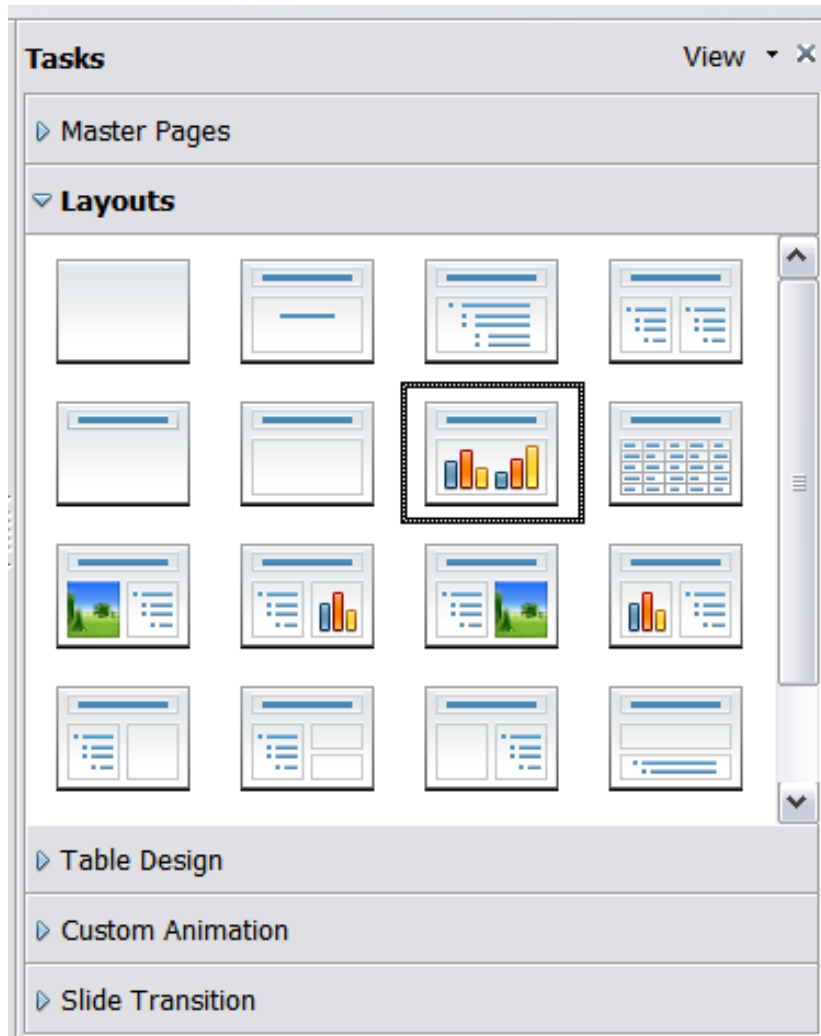 Tasks View
Master Pages
Layouts
Table Design
Custom Animation
Slide Transition